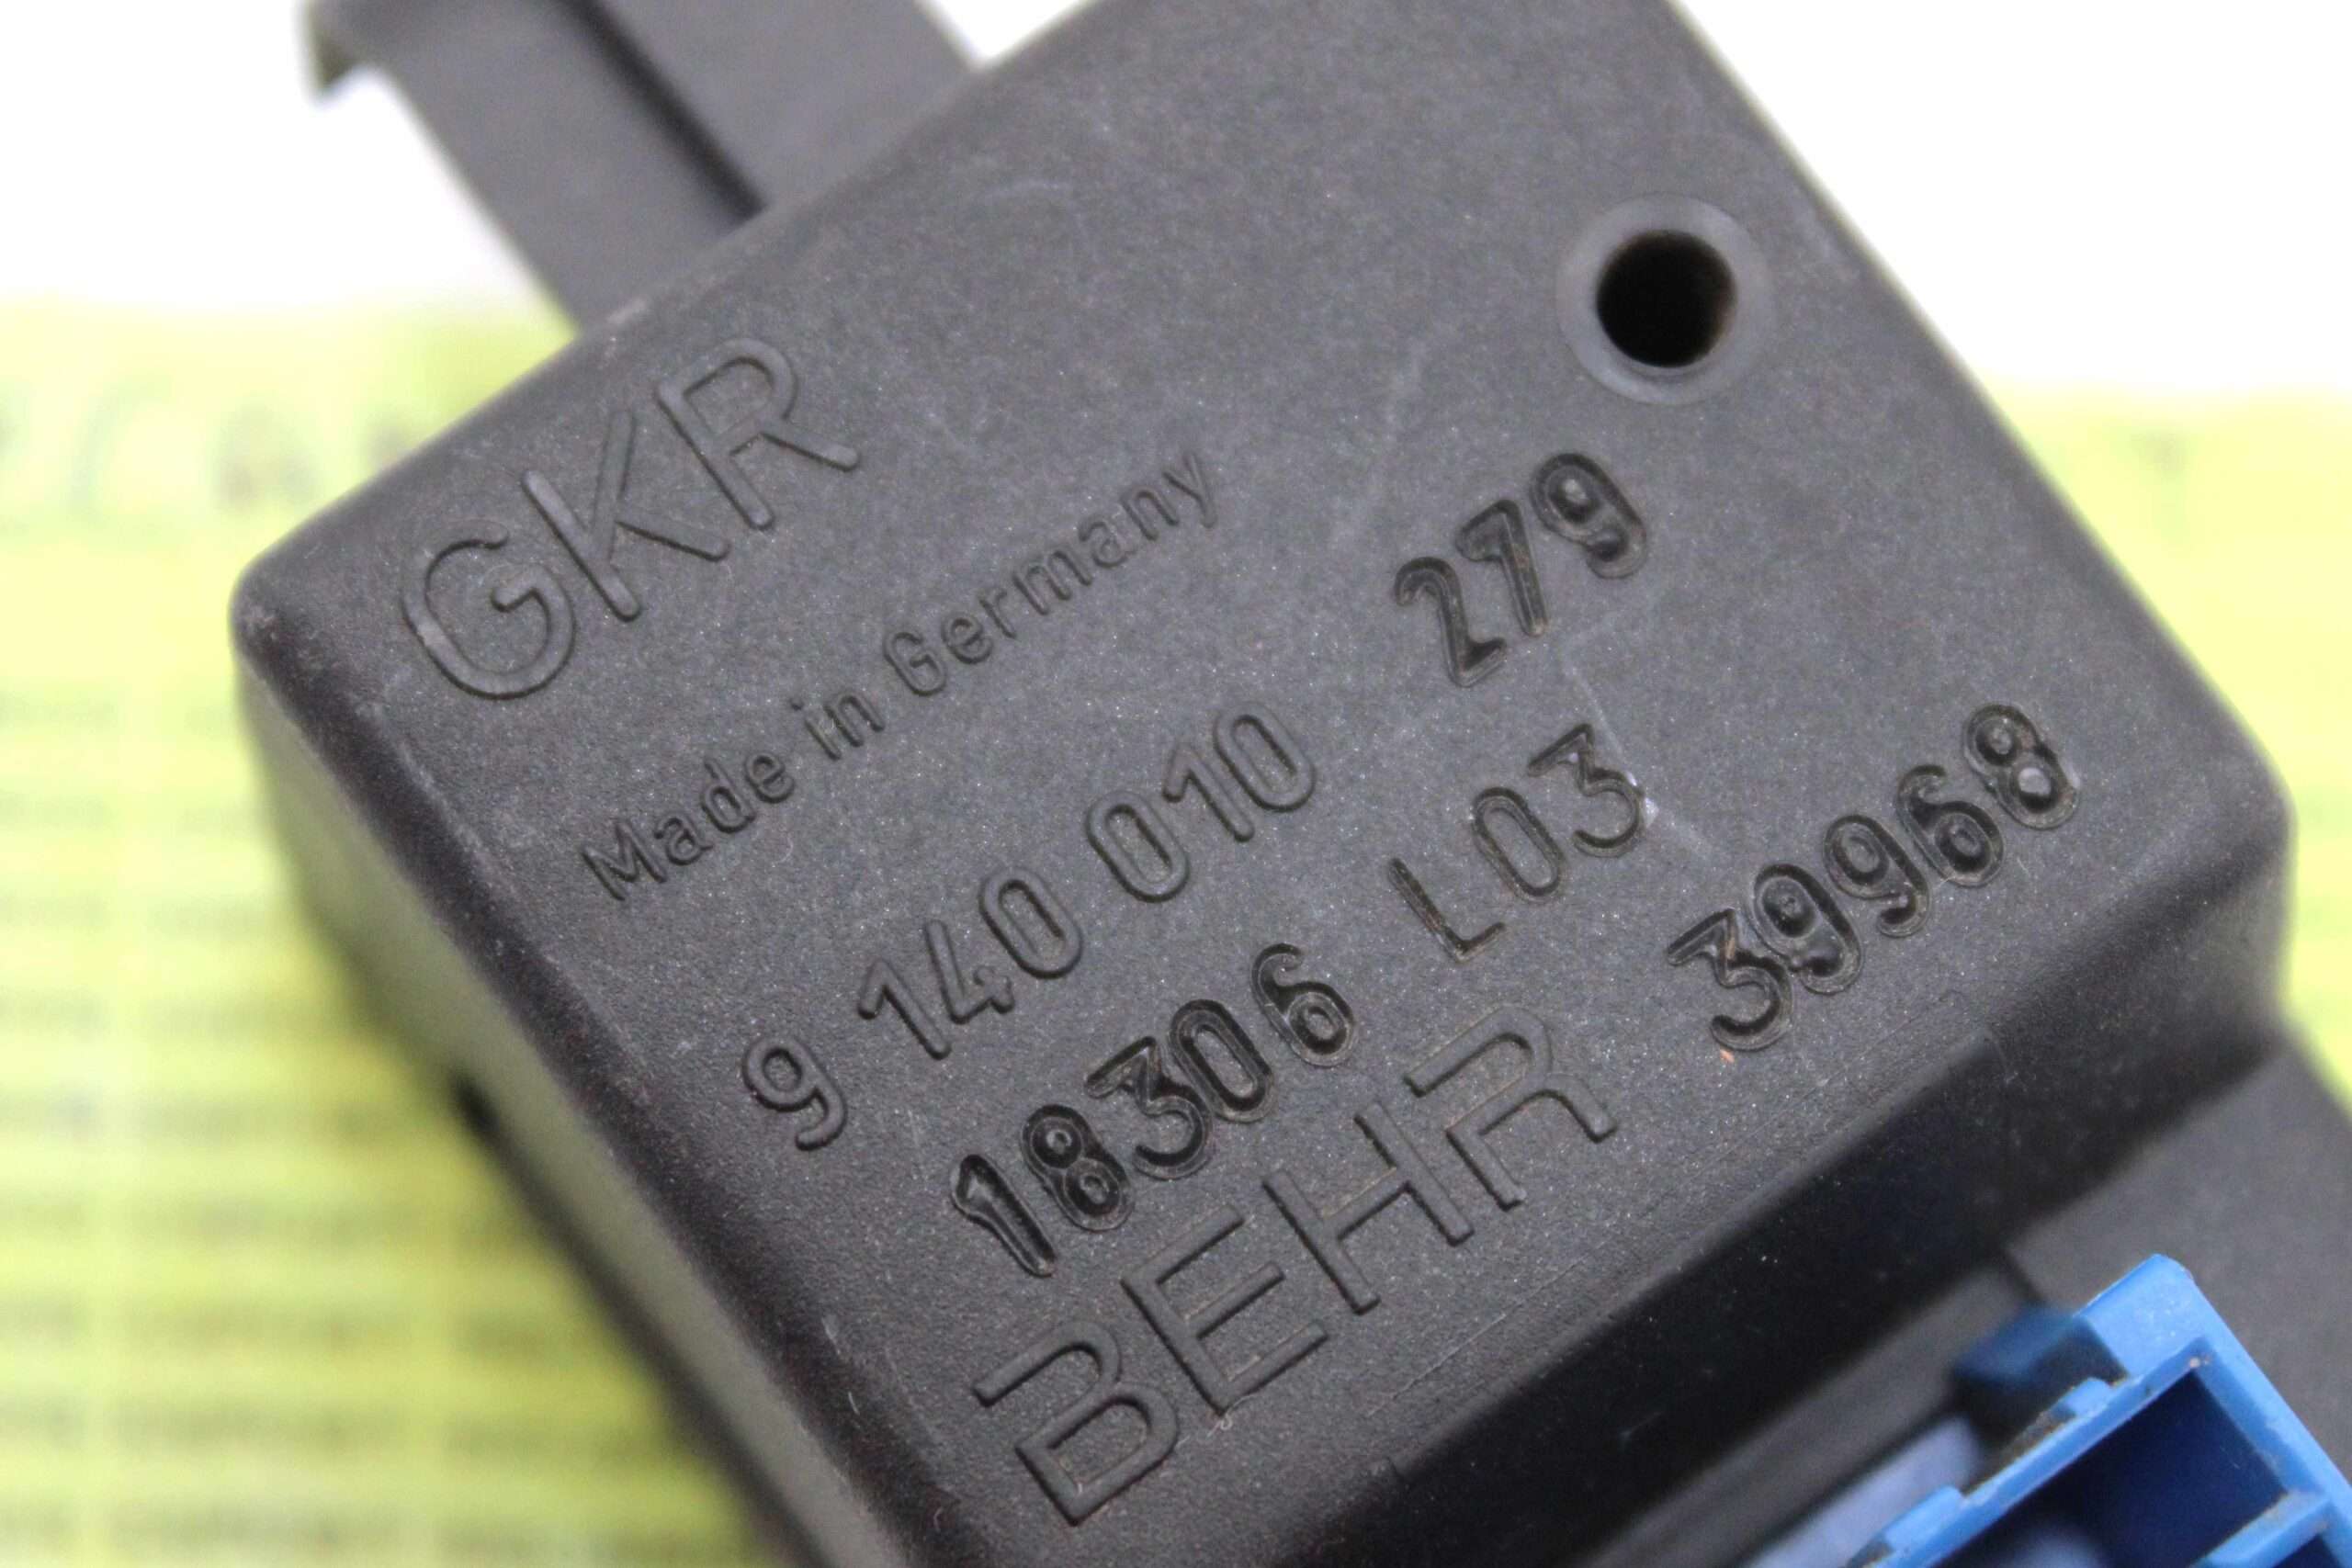 GKR
Made in Germany
9 140 010 279
18306 L03
BEHR 39968